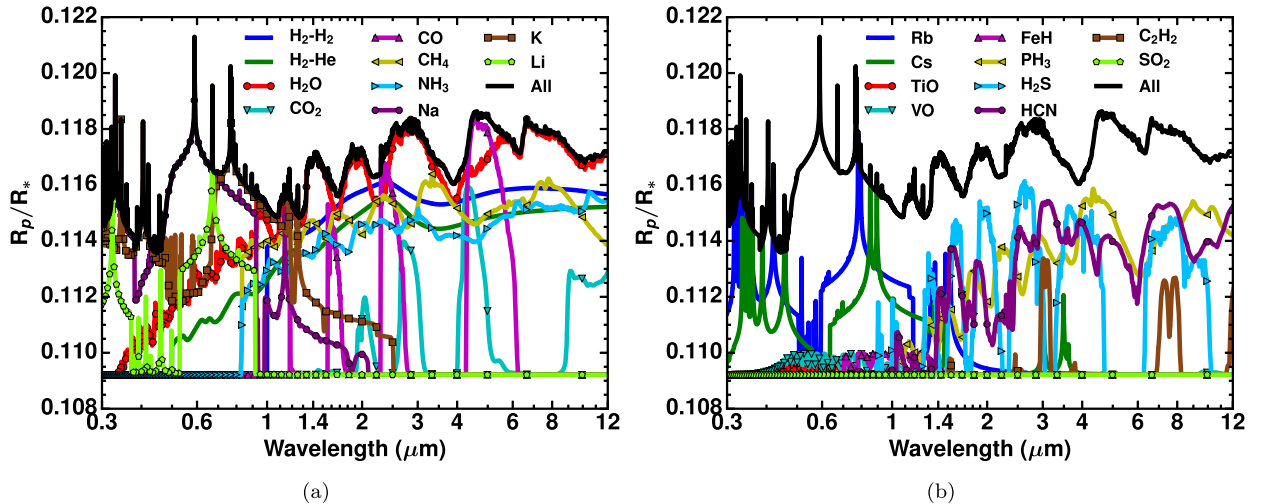 0.122
0.120
0.118
0.116
0.114
0.112
0.110
0.108
Rp/R*
H2-H2
H2-He
H2O
CO2
CO
CH4
NH3
Na
K
Li
All
0.3 0.6 1 1.4 2 3 4 6 8 12
Wavelength (μm)
(a)
0.122
0.120
0.118
0.116
0.114
0.112
0.110
0.108
Rp/R*
Rb
Cs
TiO
VO
FeH
PH3
H2S
HCN
C2H2
SO2
All
0.3 0.6 1 1.4 2 3 4 6 8 12
Wavelength (μm)
(b)